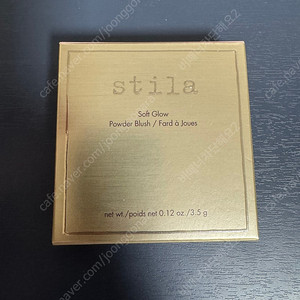 stila
Soft Glow
Powder Blush / Fard à Joues
net wt./poids net 0.12 oz./3.5 g